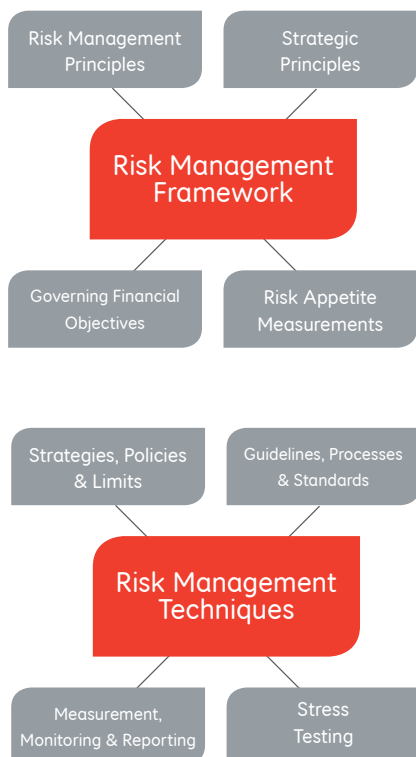 Risk Management
Principles
Strategic
Principles
Risk Management
Framework
Governing Financial
Objectives
Risk Appetite
Measurements
Strategies, Policies
& Limits
Guidelines, Processes
& Standards
Risk Management
Techniques
Measurement,
Monitoring & Reporting
Stress
Testing